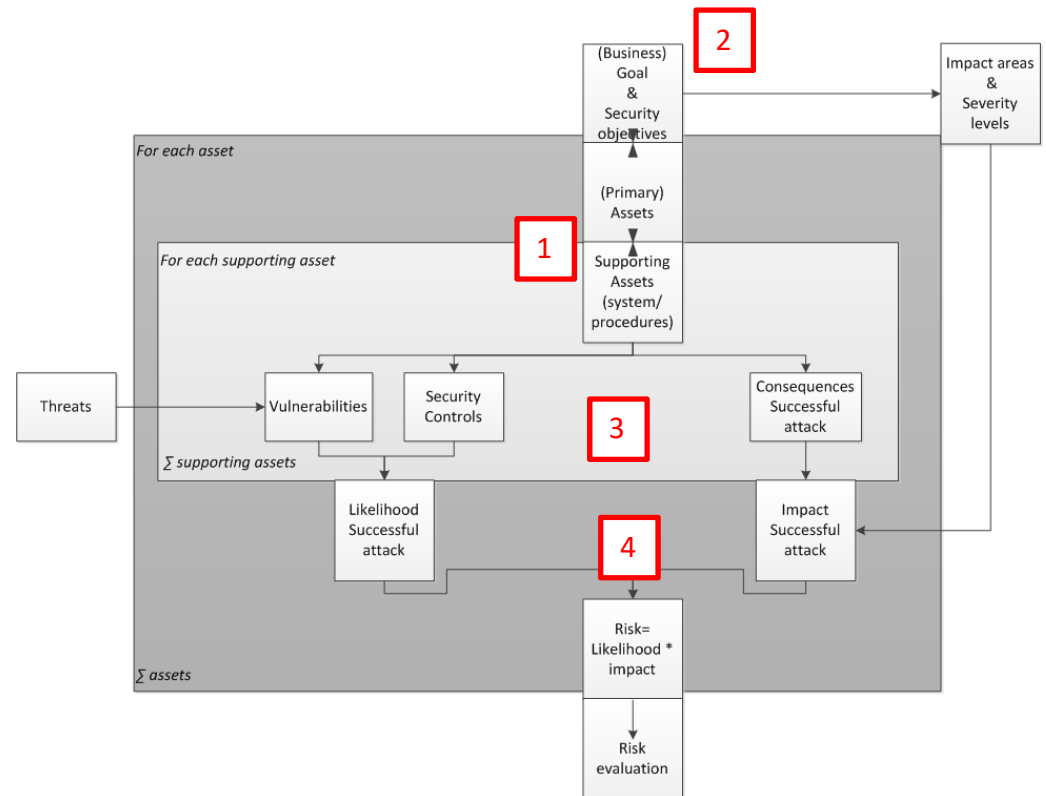 2
(Business)
Goal
&
Security
objectives
Impact areas
&
Severity
levels
For each asset
(Primary)
Assets
1
For each supporting asset
Supporting
Assets
(system/
procedures)
Threats
Vulnerabilities
Security
Controls
3
Consequences
Successful
attack
∑ supporting assets
Likelihood
Successful
attack
4
Impact
Successful
attack
Risk=
Likelihood *
impact
∑ assets
Risk
evaluation